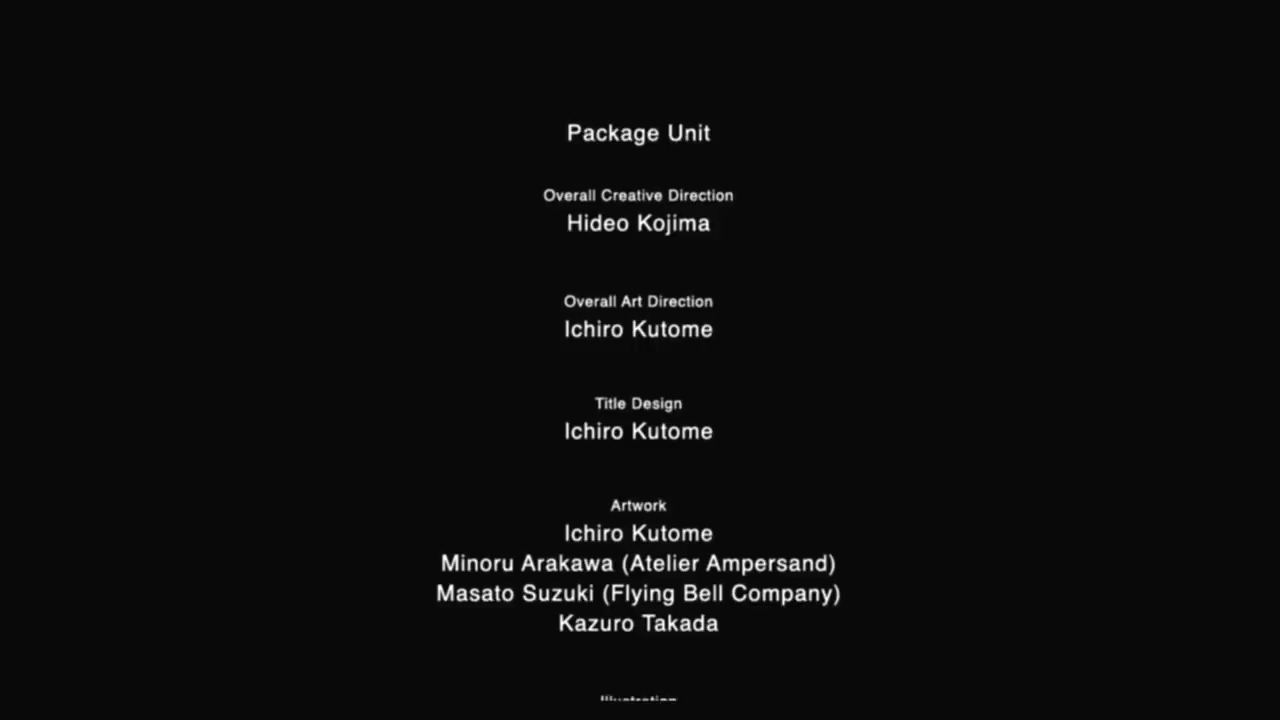 Package Unit
Overall Creative Direction
Hideo Kojima
Overall Art Direction
Ichiro Kutome
Title Design
Ichiro Kutome
Artwork
Ichiro Kutome
Minoru Arakawa (Atelier Ampersand)
Masato Suzuki (Flying Bell Company)
Kazuro Takada